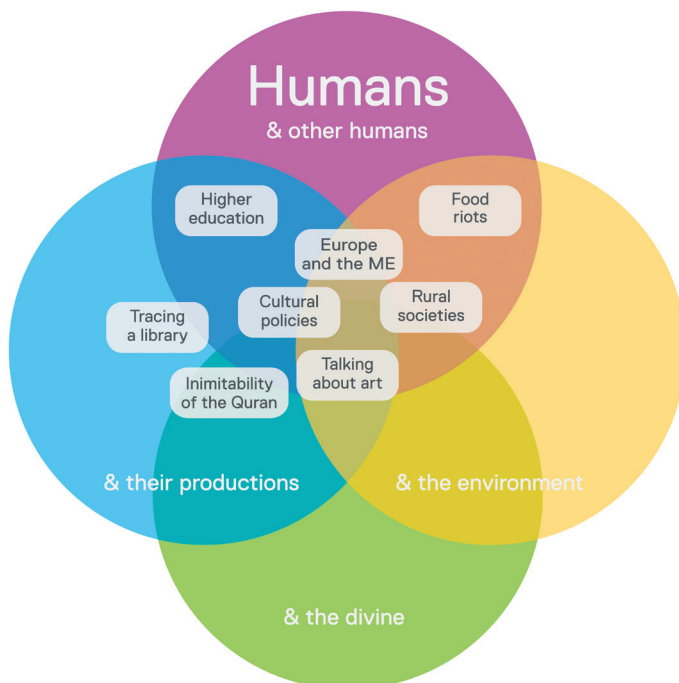 Humans
& other humans
Higher
education
Food
riots
Europe
and the ME
Cultural
policies
Rural
societies
Tracing
a library
Talking
about art
Inimitability
of the Quran
& their productions
& the environment
& the divine